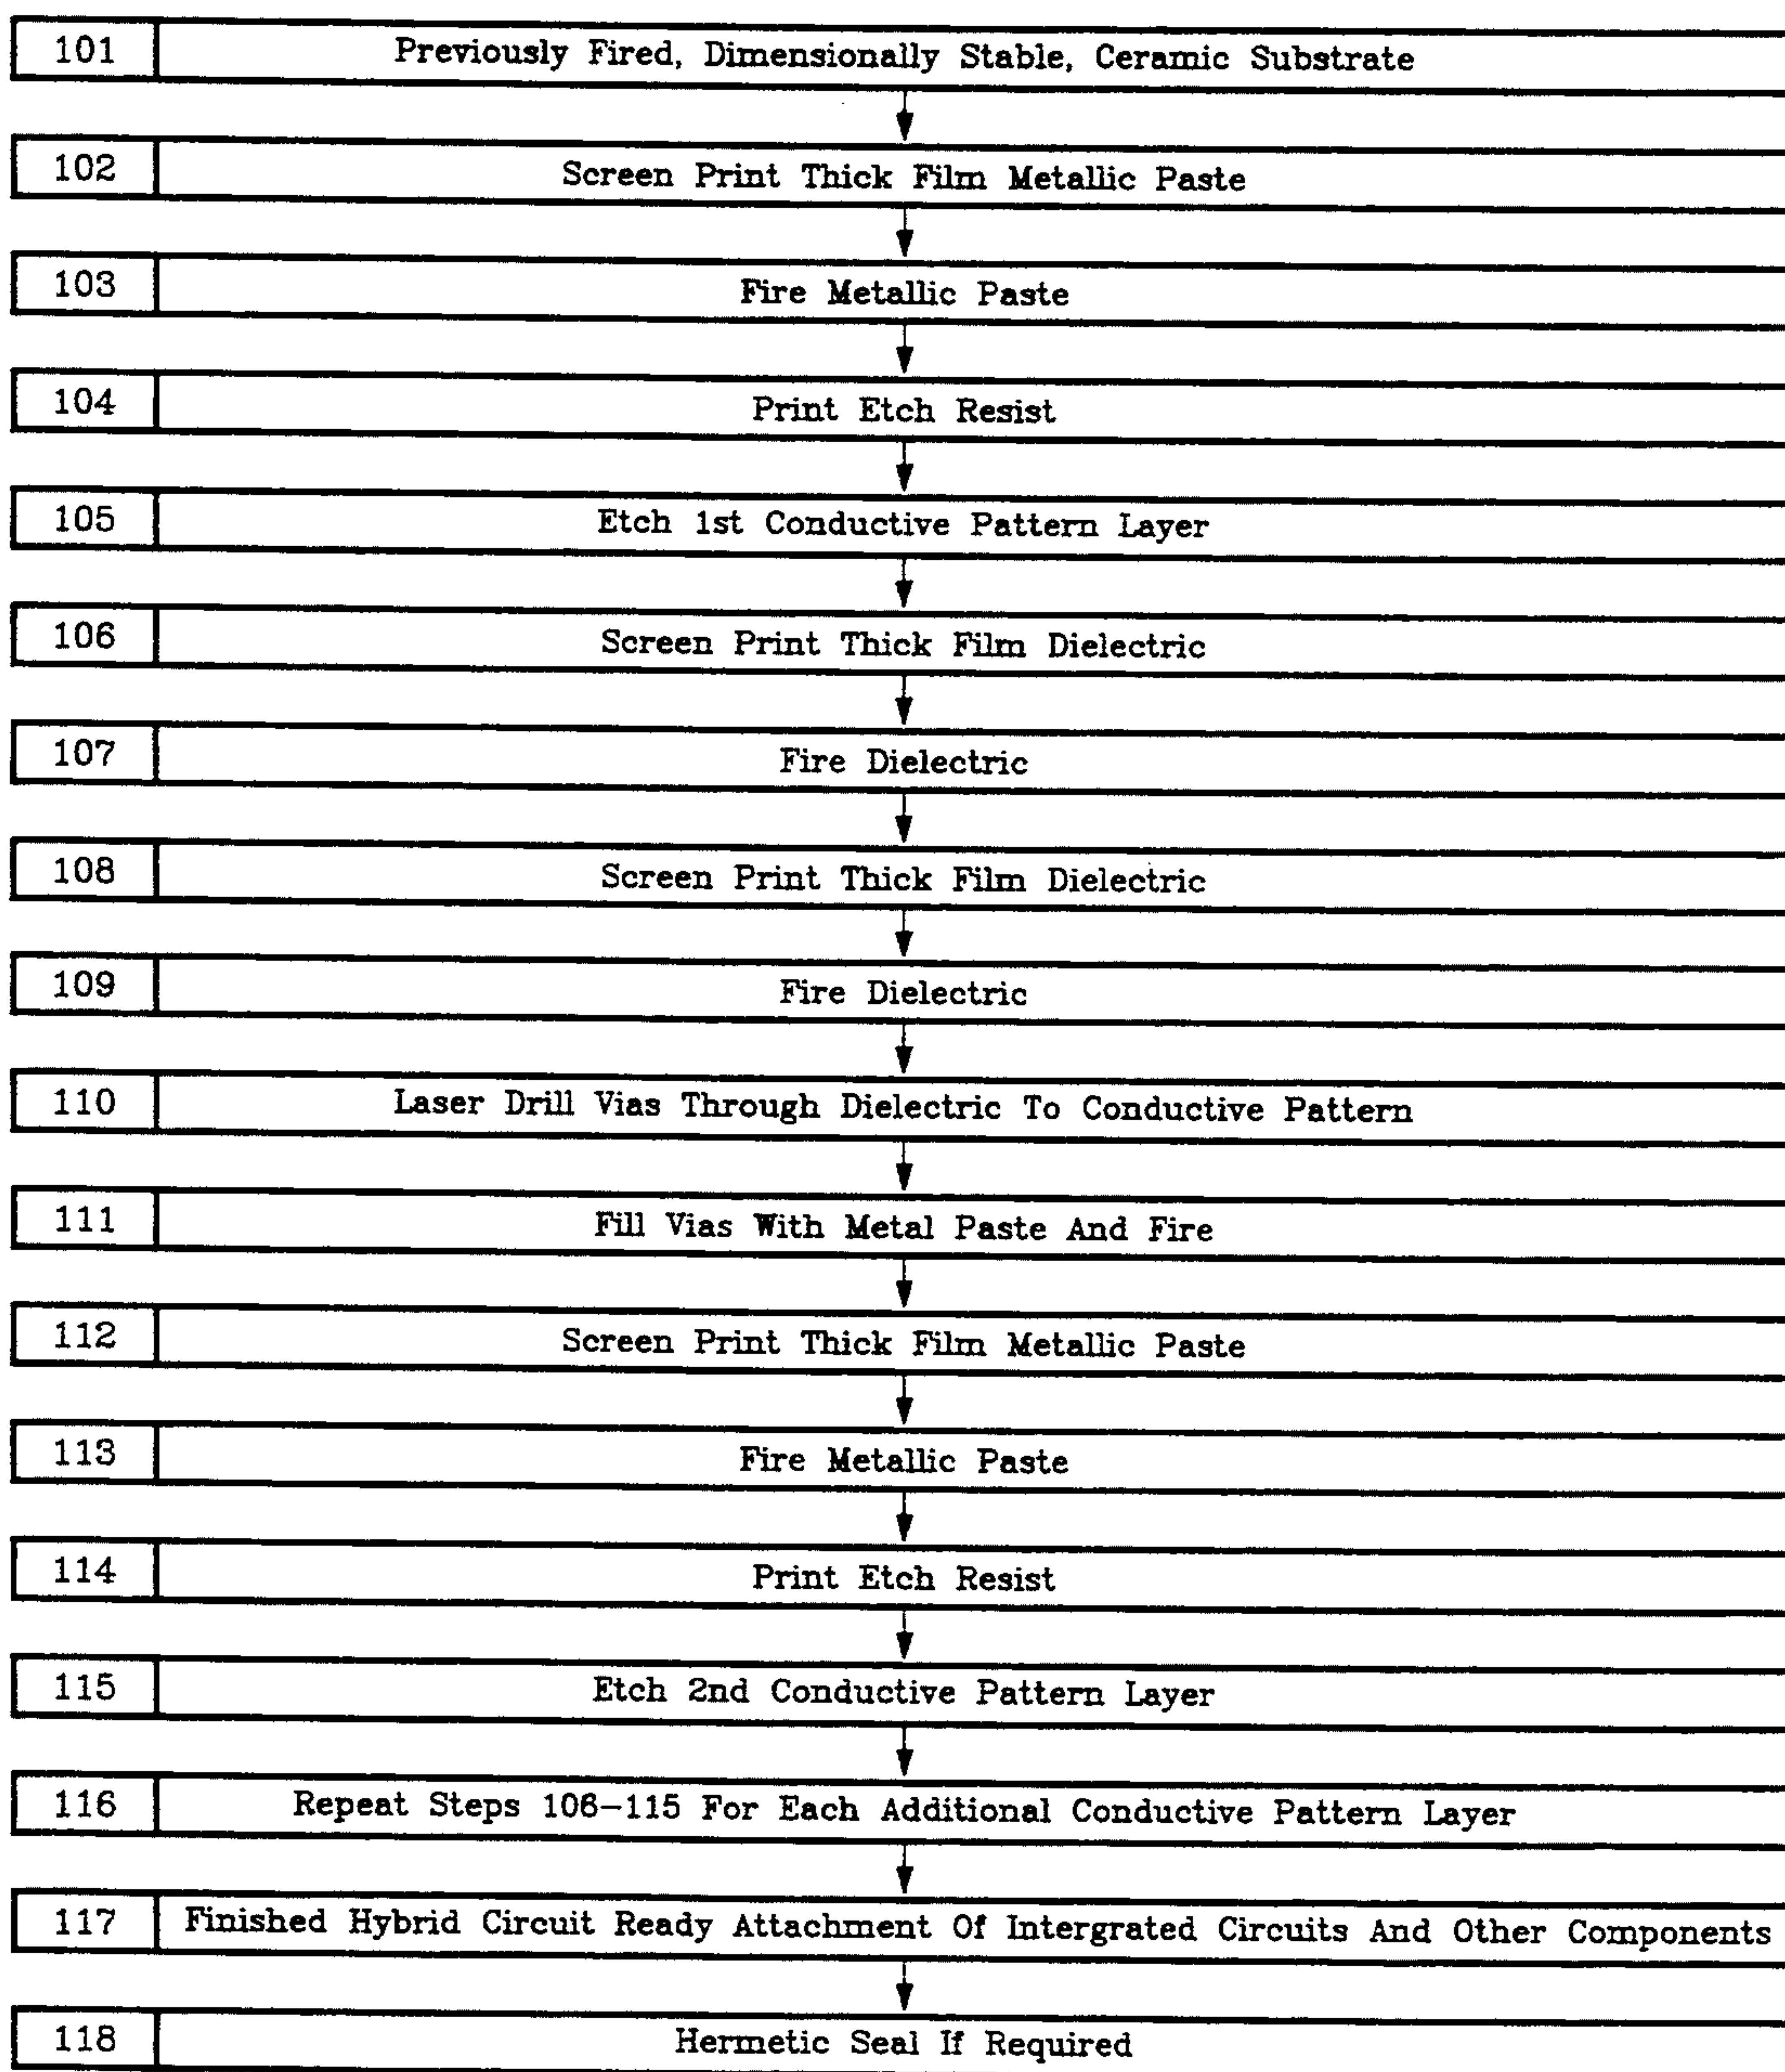 101 Previously Fired, Dimensionally Stable, Ceramic Substrate
102 Screen Print Thick Film Metallic Paste
103 Fire Metallic Paste
104 Print Etch Resist
105 Etch 1st Conductive Pattern Layer
106 Screen Print Thick Film Dielectric
107 Fire Dielectric
108 Screen Print Thick Film Dielectric
109 Fire Dielectric
110 Laser Drill Vias Through Dielectric To Conductive Pattern
111 Fill Vias With Metal Paste And Fire
112 Screen Print Thick Film Metallic Paste
113 Fire Metallic Paste
114 Print Etch Resist
115 Etch 2nd Conductive Pattern Layer
116 Repeat Steps 106-115 For Each Additional Conductive Pattern Layer
117 Finished Hybrid Circuit Ready Attachment Of Intergrated Circuits And Other Components
118 Hermetic Seal If Required